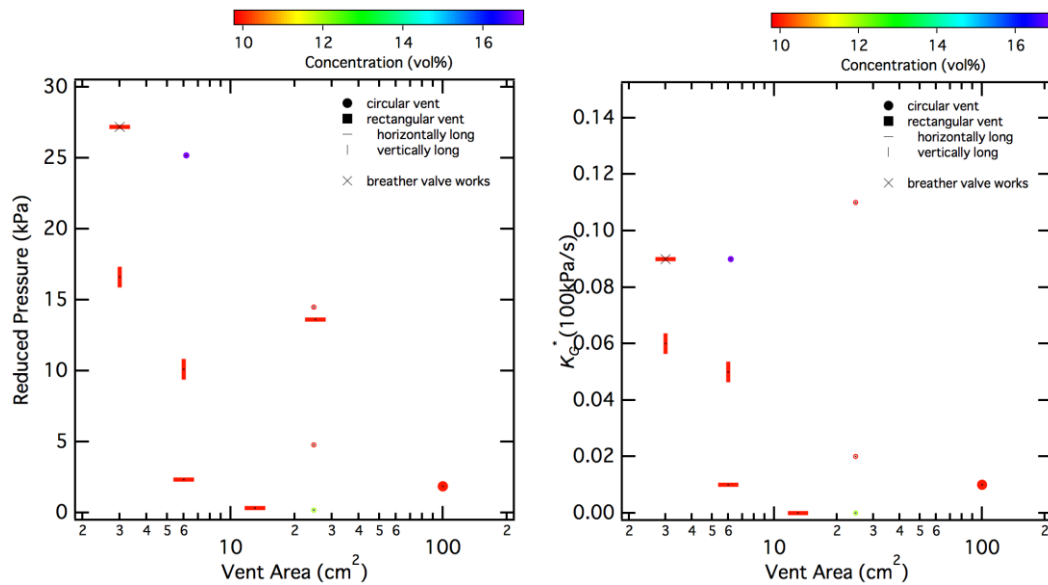 10 12 14 16
Concentration (vol%)
30
25
20
15
10
5
0
Reduced Pressure (kPa)
circular vent
rectangular vent
horizontally long
vertically long
breather valve works
2 3 4 5 6 10 2 3 4 5 6 100 2
Vent Area (cm²)
10 12 14 16
Concentration (vol%)
0.14
0.12
0.10
0.08
0.06
0.04
0.02
0.00
K_G^* (100kPa/s)
circular vent
rectangular vent
horizontally long
vertically long
breather valve works
2 3 4 5 6 10 2 3 4 5 6 100 2
Vent Area (cm²)